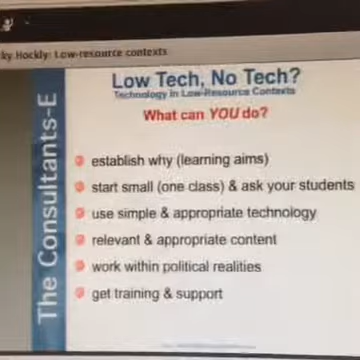 ky Hockly: Low-resource contexts
Low Tech, No Tech?
Technology in Low-Resource Contexts
What can YOU do?
establish why (learning aims)
start small (one class) & ask your students
use simple & appropriate technology
relevant & appropriate content
work within political realities
get training & support
The Consultants-E